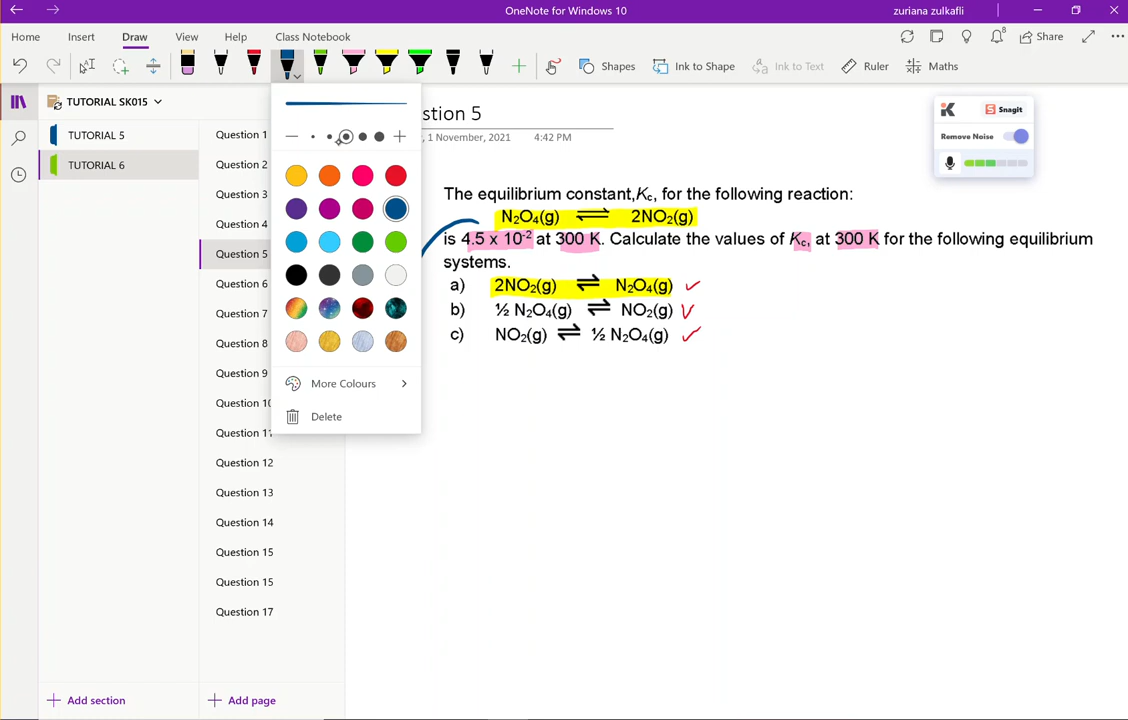 OneNote for Windows 10
zuriana zulkafli
Home Insert Draw View Help Class Notebook
8
Share
Shapes Ink to Shape Ink to Text Ruler Maths
TUTORIAL SK015
TUTORIAL 5
TUTORIAL 6
Question 1
Question 2
Question 3
Question 4
Question 5
Question 6
Question 7
Question 8
Question 9
Question 10
Question 11
Question 12
Question 13
Question 14
Question 15
Question 15
Question 17
Add section
Add page
More Colours
Delete
stion 5
, 1 November, 2021 4:42 PM
Snagit
Remove Noise
The equilibrium constant,Kc, for the following reaction:
N₂O₄(g) ⇌ 2NO₂(g)
is 4.5 x 10⁻² at 300 K. Calculate the values of Kc, at 300 K for the following equilibrium
systems.
a) 2NO₂(g) ⇌ N₂O₄(g) ✓
b) ½ N₂O₄(g) ⇌ NO₂(g) ✓
c) NO₂(g) ⇌ ½ N₂O₄(g) ✓